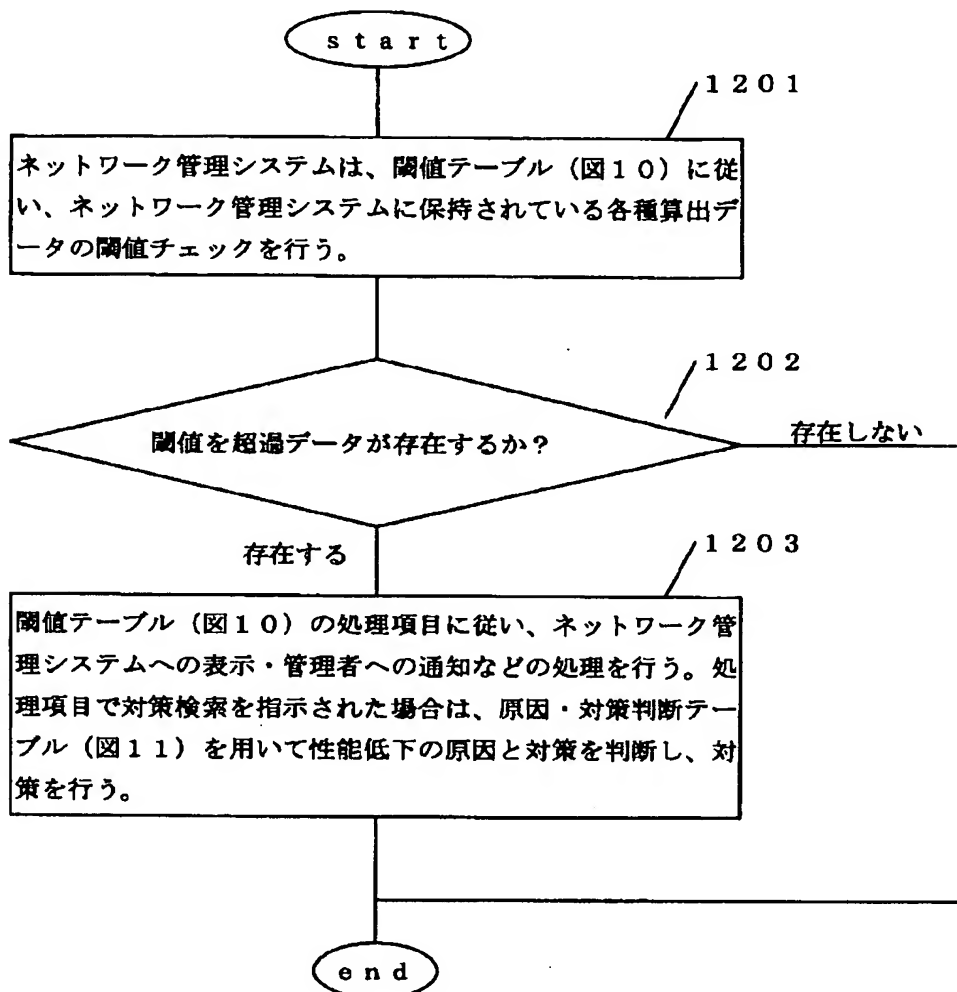 start
1201
ネットワーク管理システムは、閾値テーブル（図10）に従
い、ネットワーク管理システムに保持されている各種算出デ
ータの閾値チェックを行う。
1202
閾値を超過データが存在するか？
存在しない
存在する
1203
閾値テーブル（図10）の処理項目に従い、ネットワーク管
理システムへの表示・管理者への通知などの処理を行う。処
理項目で対策検索を指示された場合は、原因・対策判断テー
ブル（図11）を用いて性能低下の原因と対策を判断し、対
策を行う。
end